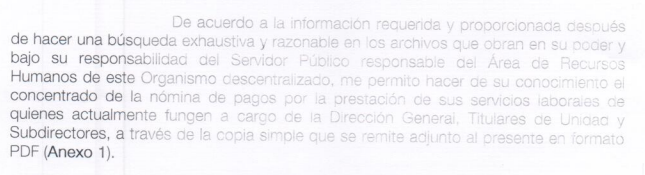 De acuerdo a la información requerida y proporcionada después
de hacer una búsqueda exhaustiva y razonable en los archivos que obran en su poder y
bajo su responsabilidad del Servidor Público responsable del Área de Recursos
Humanos de este Organismo descentralizado, me permito hacer de su conocimiento el
concentrado de la nómina de pagos por la prestación de sus servicios laborales de
quienes actualmente fungen a cargo de la Dirección General, Titulares de Unidad y
Subdirectores, a través de la copia simple que se remite adjunto al presente en formato
PDF (Anexo 1).